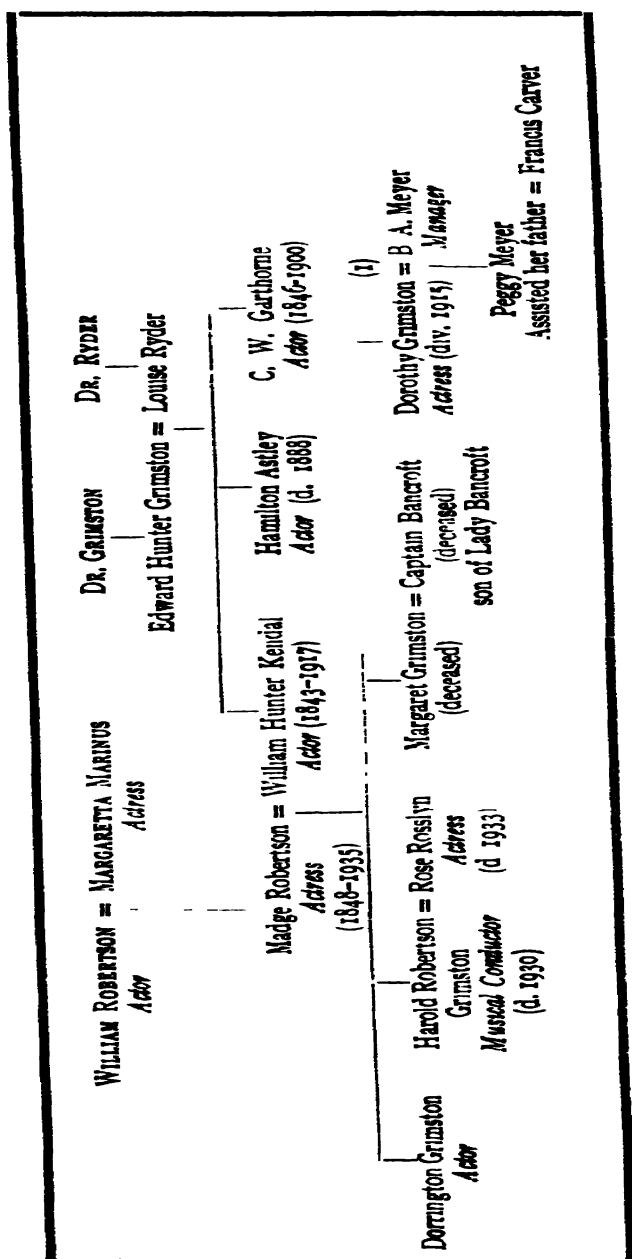 WILLIAM ROBERTSON = MARGARETTA MARINUS
Actor
Actress
DR. GRIMSTON
DR. RYDER
Edward Hunter Grimston = Louise Ryder
Madge Robertson = William Hunter Kendal
Actress
(1848-1935)
Actor (1843-1917)
Hamilton Astley
Actor (d. 1888)
C. W. Garthorne
Actor (1846-1900)
Dorrington Grimston
Actor
Harold Robertson = Rose Rosslyn
Grimston
Musical Conductor
(d. 1930)
Actress
(d 1933)
Margaret Grimston = Captain Bancroft
(deceased)
(deceased)
son of Lady Bancroft
(1)
Dorothy Grimston = B A. Meyer
Actress (div. 1915)
Manager
Peggy Meyer
Assisted her father = Francis Carver